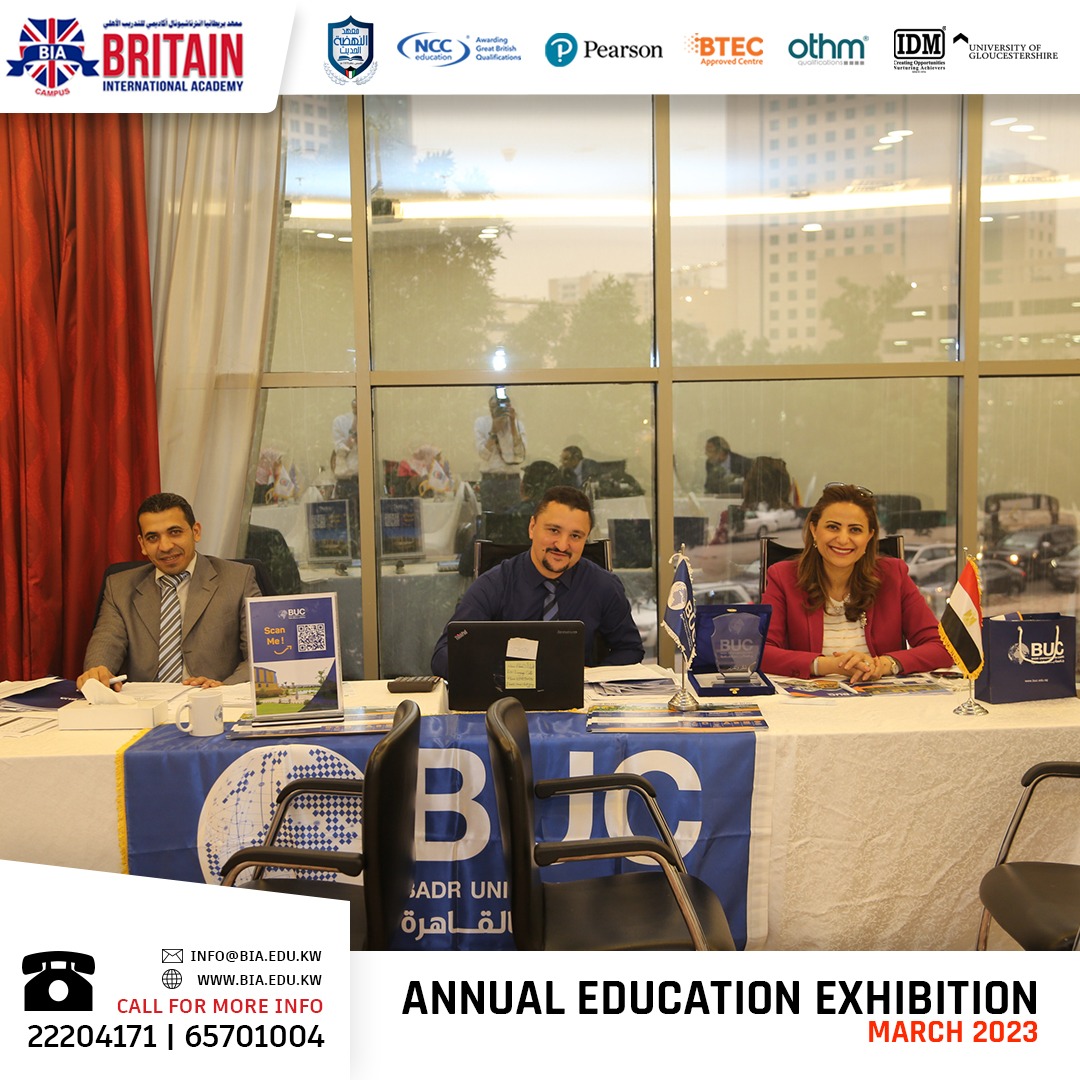 معهد بريطانيا انترناشيونال أكاديمي للتدريب الأهلي
BIA
CAMPUS
BRITAIN
INTERNATIONAL ACADEMY
معهد
النهضة
الحديث
NCC
education
Awarding
Great British
Qualifications
Pearson
BTEC
Approved Centre
othm
qualifications
IDM
Creating Opportunities
Nurturing Achievers
UNIVERSITY OF
GLOUCESTERSHIRE
BUC
Scan
Me !
lenovo
BUC
BUC
BUC
BADR UNI
بالقاهرة
INFO@BIA.EDU.KW
WWW.BIA.EDU.KW
CALL FOR MORE INFO
22204171 | 65701004
ANNUAL EDUCATION EXHIBITION
MARCH 2023